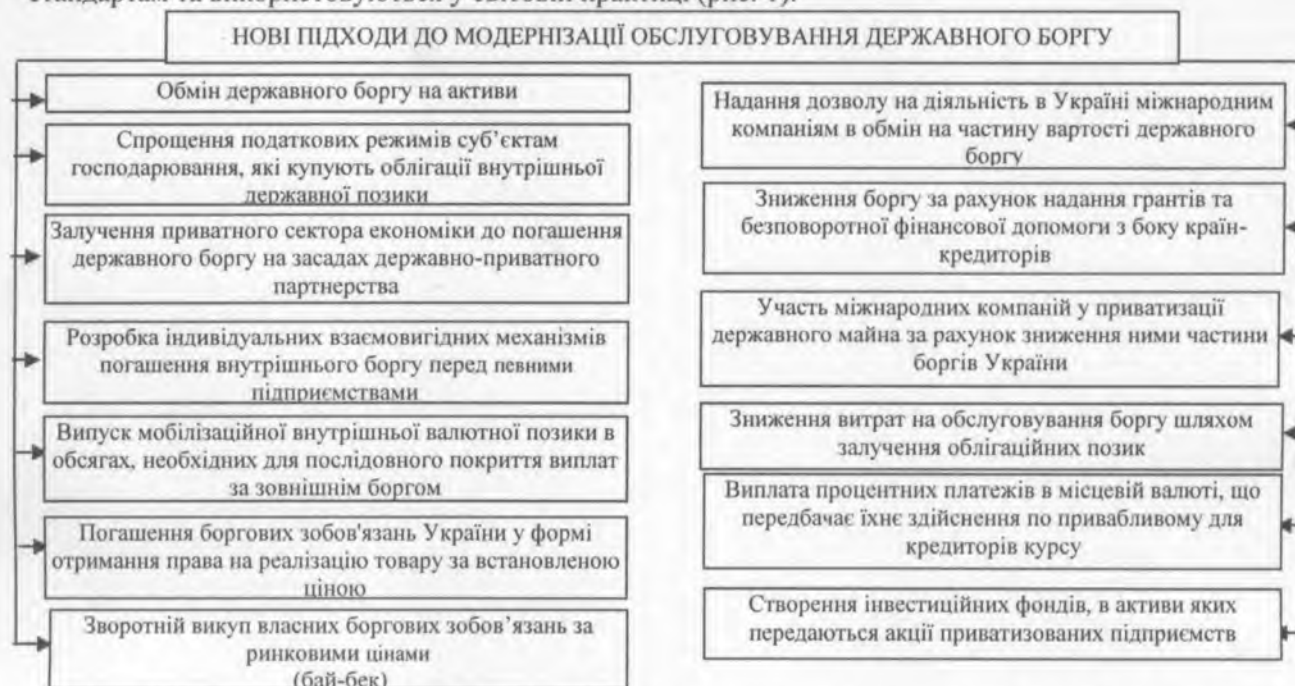 стандартам та використовуються у світовій практиці (рис. 1).
НОВІ ПІДХОДИ ДО МОДЕРНІЗАЦІЇ ОБСЛУГОВУВАННЯ ДЕРЖАВНОГО БОРГУ
Обмін державного боргу на активи
Спрощення податкових режимів суб’єктам
господарювання, які купують облігації внутрішньої
державної позики
Залучення приватного сектора економіки до погашення
державного боргу на засадах державно-приватного
партнерства
Розробка індивідуальних взаємовигідних механізмів
погашення внутрішнього боргу перед певними
підприємствами
Випуск мобілізаційної внутрішньої валютної позики в
обсягах, необхідних для послідовного покриття виплат
за зовнішнім боргом
Погашення боргових зобов'язань України у формі
отримання права на реалізацію товару за встановленою
ціною
Зворотній викуп власних боргових зобов’язань за
ринковими цінами
(бай-бек)
Надання дозволу на діяльність в Україні міжнародним
компаніям в обмін на частину вартості державного
боргу
Зниження боргу за рахунок надання грантів та
безповоротної фінансової допомоги з боку країн-
кредиторів
Участь міжнародних компаній у приватизації
державного майна за рахунок зниження ними частини
боргів України
Зниження витрат на обслуговування боргу шляхом
залучення облігаційних позик
Виплата процентних платежів в місцевій валюті, що
передбачає їхнє здійснення по привабливому для
кредиторів курсу
Створення інвестиційних фондів, в активи яких
передаються акції приватизованих підприємств